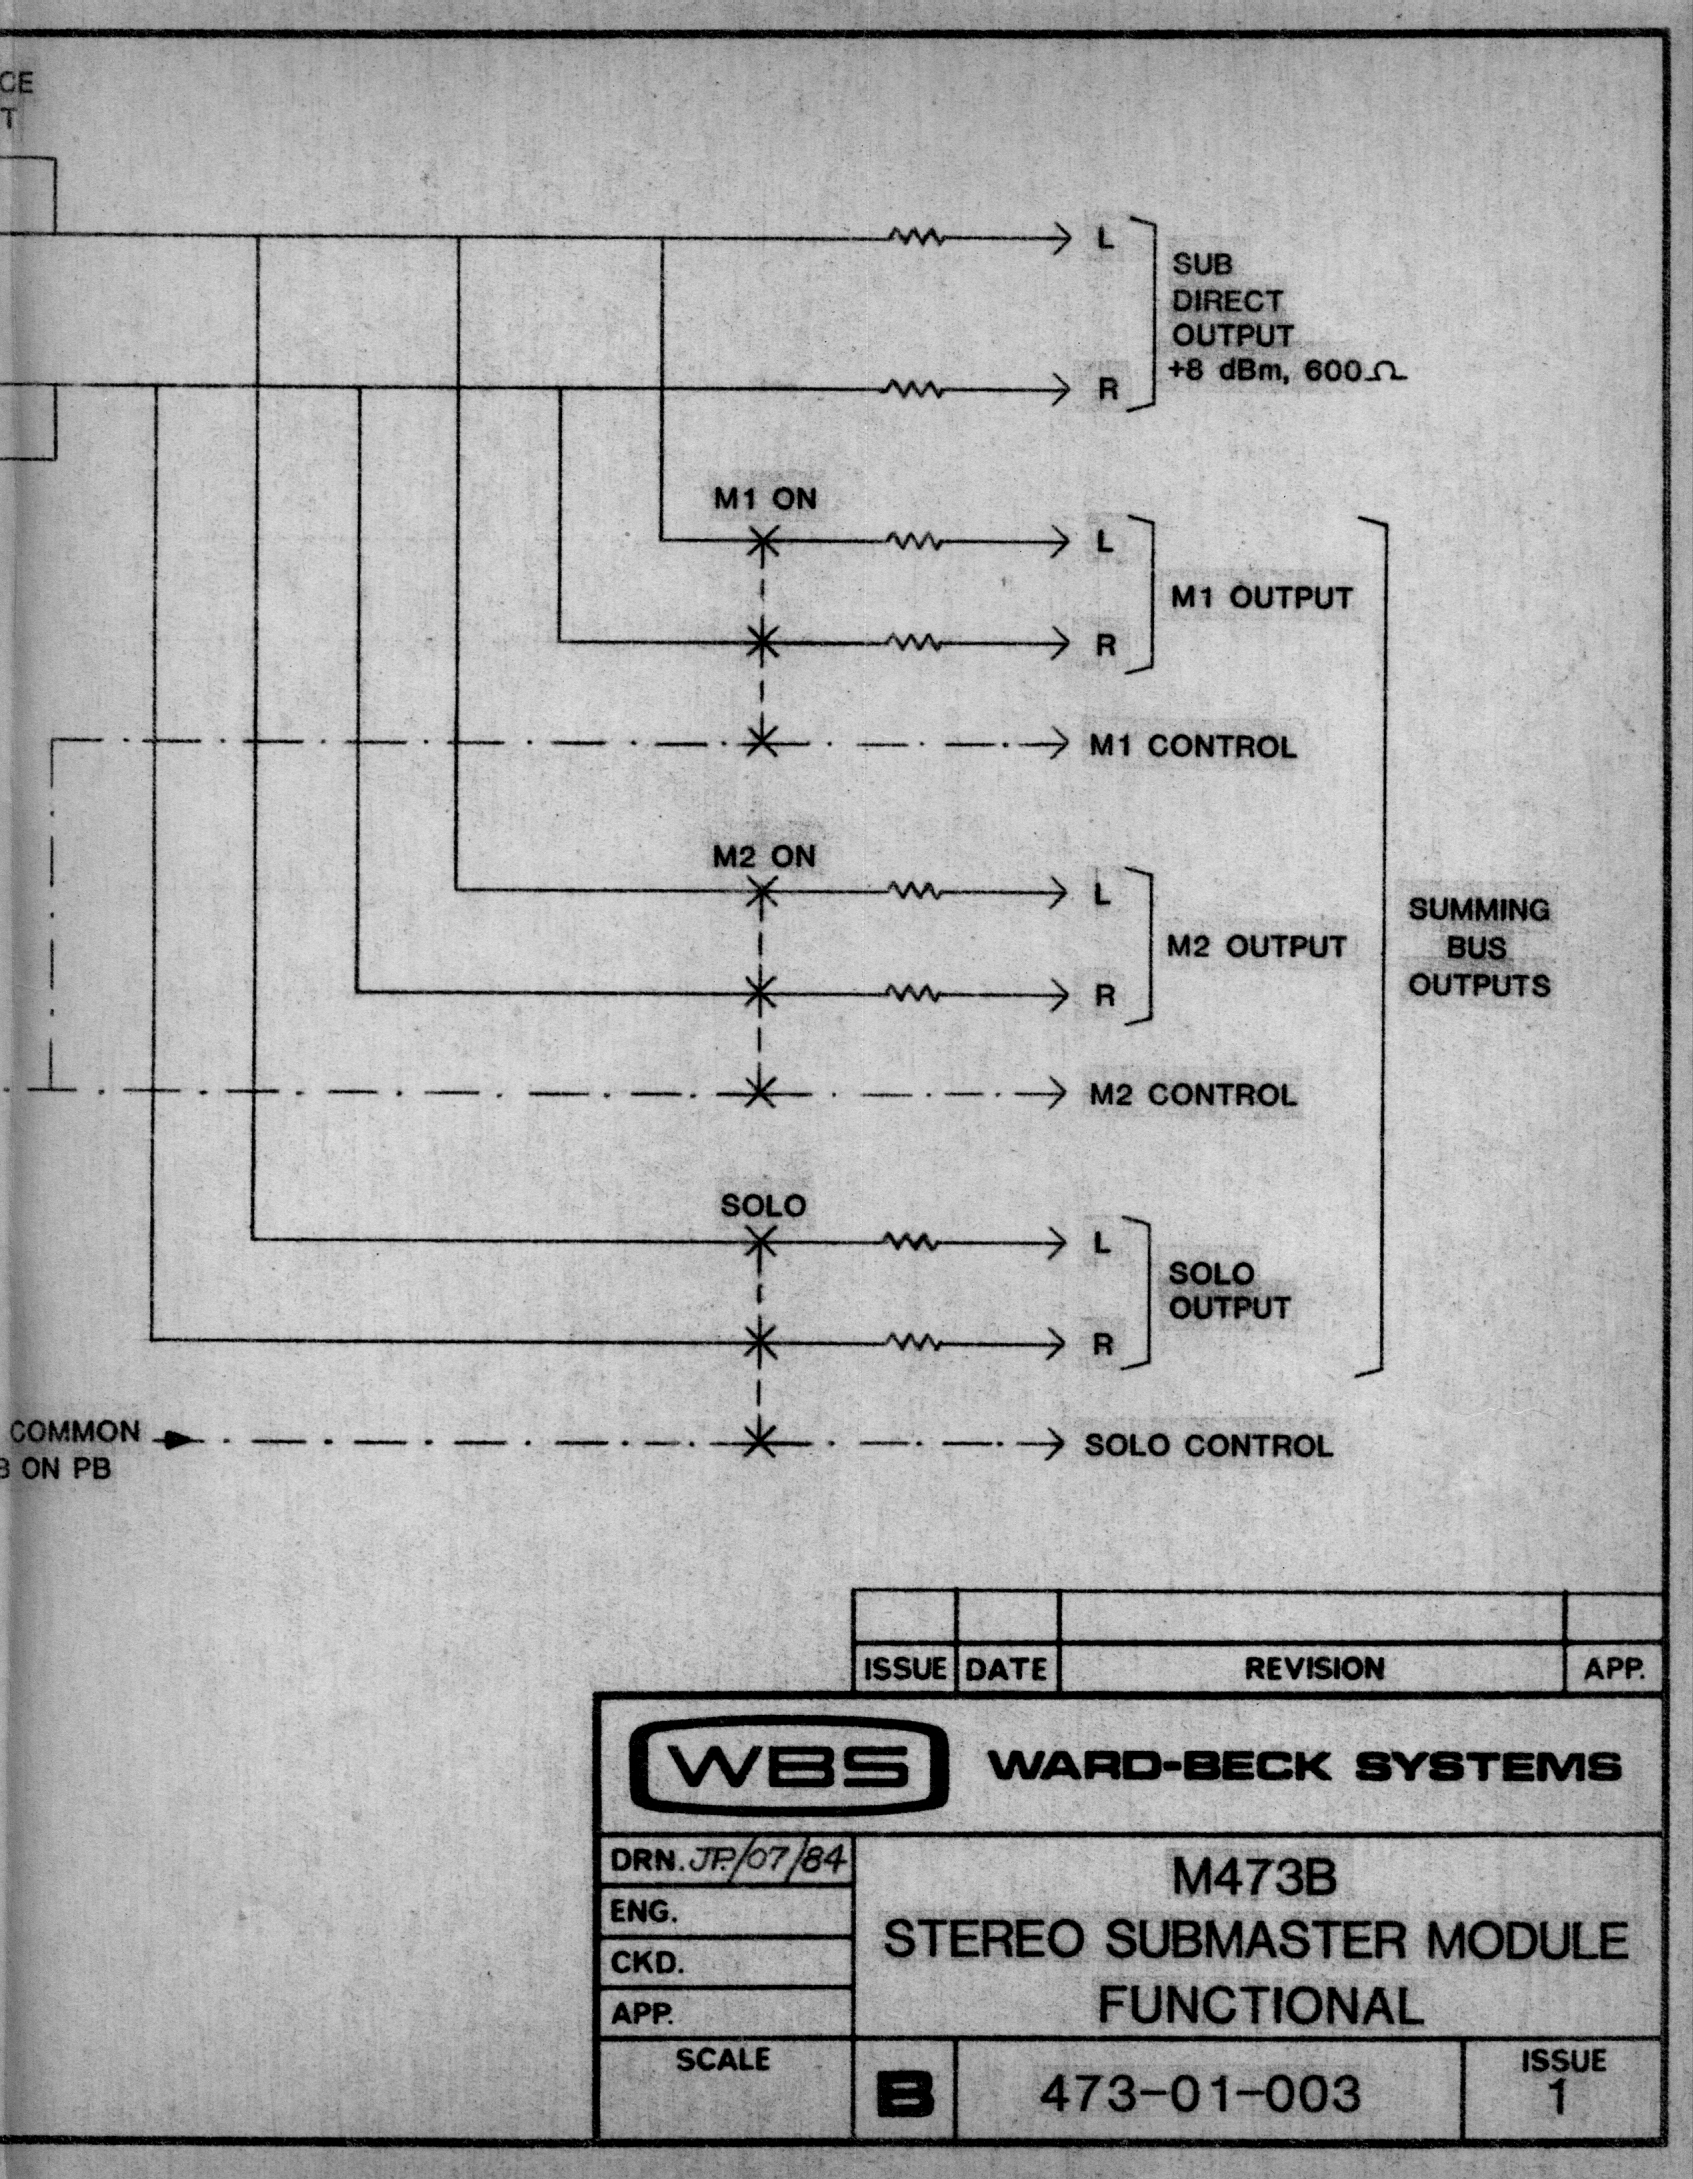 L
SUB
DIRECT
OUTPUT
+8 dBm, 600Ω
R
M1 ON
L
M1 OUTPUT
R
M1 CONTROL
M2 ON
L
M2 OUTPUT
R
SUMMING
BUS
OUTPUTS
M2 CONTROL
SOLO
L
SOLO
OUTPUT
R
COMMON
ON PB
SOLO CONTROL
ISSUE DATE REVISION APP.
WBS WARD-BECK SYSTEMS
DRN. JP./07/84
ENG.
CKD.
APP.
M473B
STEREO SUBMASTER MODULE
FUNCTIONAL
SCALE
B
473-01-003
ISSUE
1